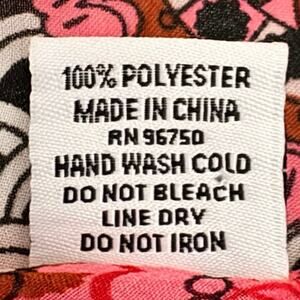 100% POLYESTER
MADE IN CHINA
RN 96750
HAND WASH COLD
DO NOT BLEACH
LINE DRY
DO NOT IRON